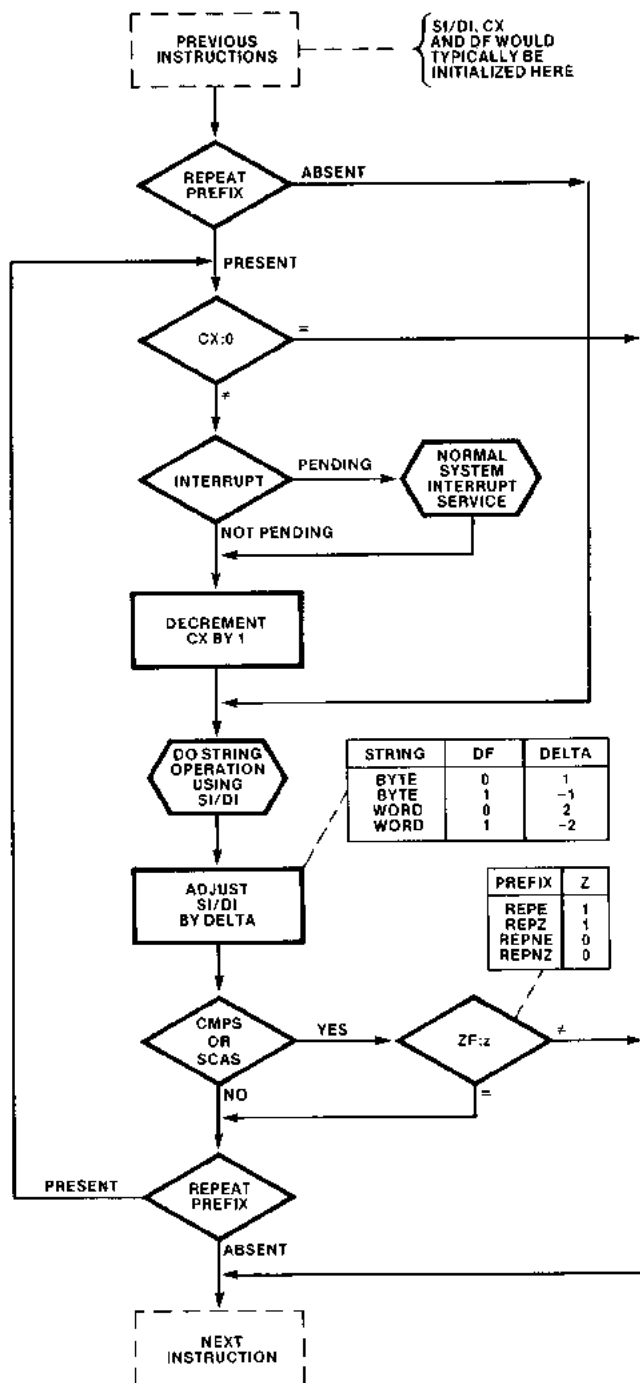 PREVIOUS
INSTRUCTIONS
SI/DI, CX
AND DF WOULD
TYPICALLY BE
INITIALIZED HERE
REPEAT
PREFIX
ABSENT
PRESENT
CX:0
=
≠
INTERRUPT
PENDING
NORMAL
SYSTEM
INTERRUPT
SERVICE
NOT PENDING
DECREMENT
CX BY 1
DO STRING
OPERATION
USING
SI/DI
STRING DF DELTA
BYTE 0 1
BYTE 1 -1
WORD 0 2
WORD 1 -2
ADJUST
SI/DI
BY DELTA
PREFIX Z
REPE 1
REPZ 1
REPNE 0
REPNZ 0
CMPS
OR
SCAS
YES
ZF:z
≠
NO
=
PRESENT
REPEAT
PREFIX
ABSENT
NEXT
INSTRUCTION